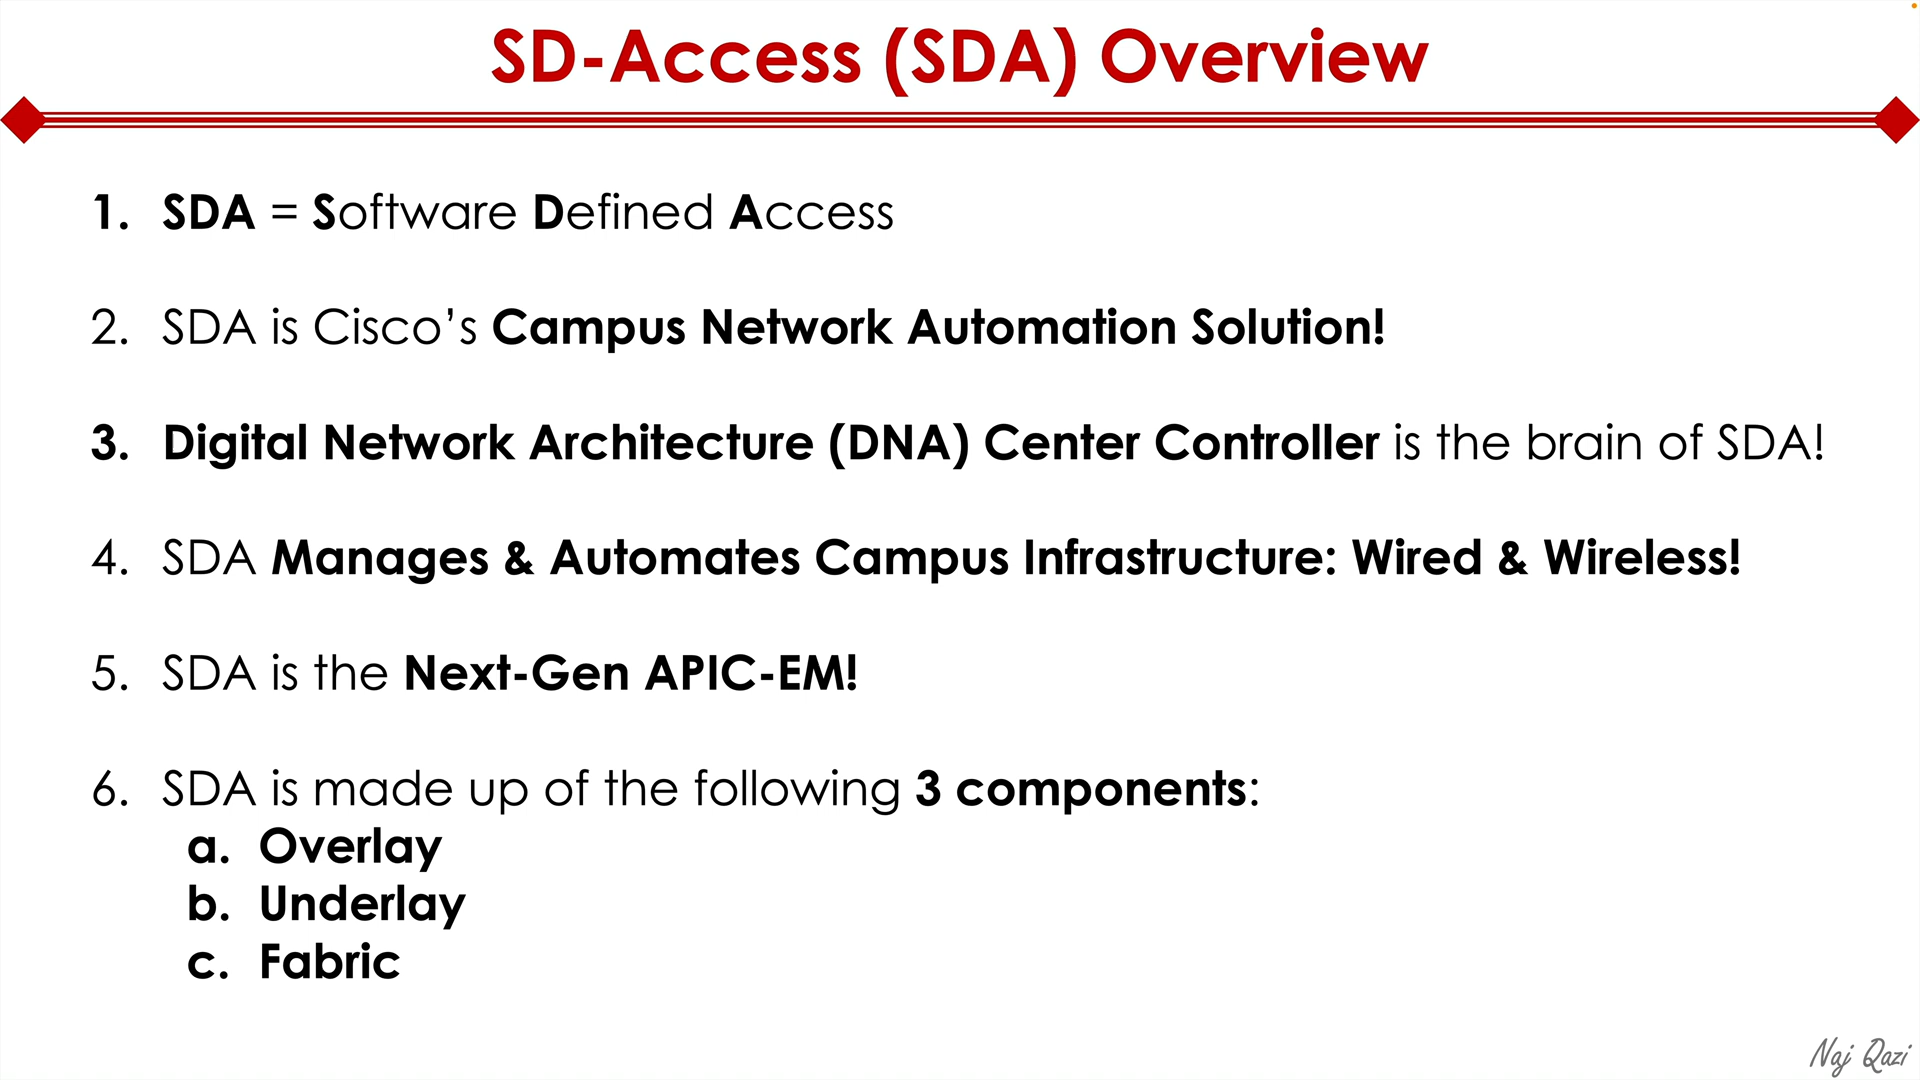 SD-Access (SDA) Overview
1. SDA = Software Defined Access
2. SDA is Cisco’s Campus Network Automation Solution!
3. Digital Network Architecture (DNA) Center Controller is the brain of SDA!
4. SDA Manages & Automates Campus Infrastructure: Wired & Wireless!
5. SDA is the Next-Gen APIC-EM!
6. SDA is made up of the following 3 components:
a. Overlay
b. Underlay
c. Fabric
Naj Qazi